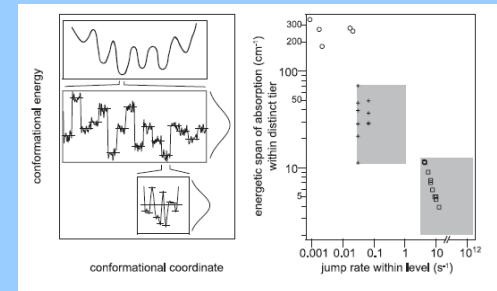 conformational energy
conformational coordinate
energetic span of absorption (cm⁻¹)
within distinct tier
300
200
100
50
10
5
0.001 0.01 0.1 1 10 10¹²
jump rate within level (s⁻¹)